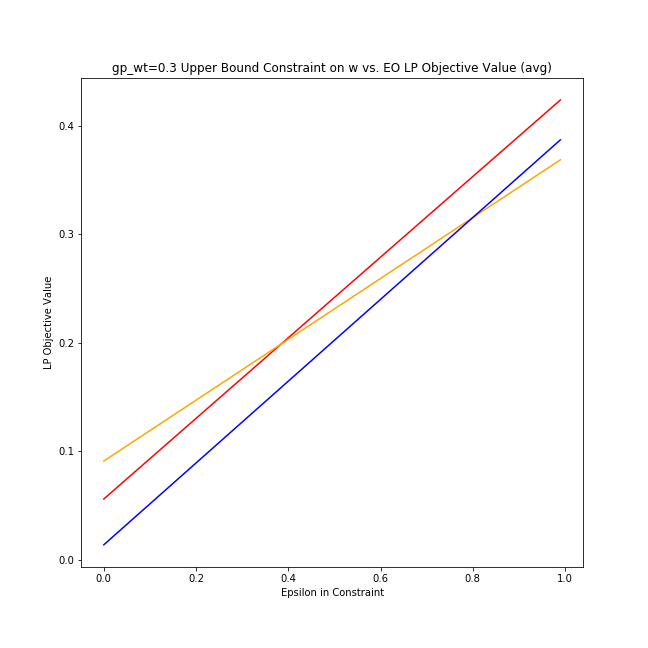 gp_wt=0.3 Upper Bound Constraint on w vs. EO LP Objective Value (avg)
LP Objective Value
0.4
0.3
0.2
0.1
0.0
0.0 0.2 0.4 0.6 0.8 1.0
Epsilon in Constraint